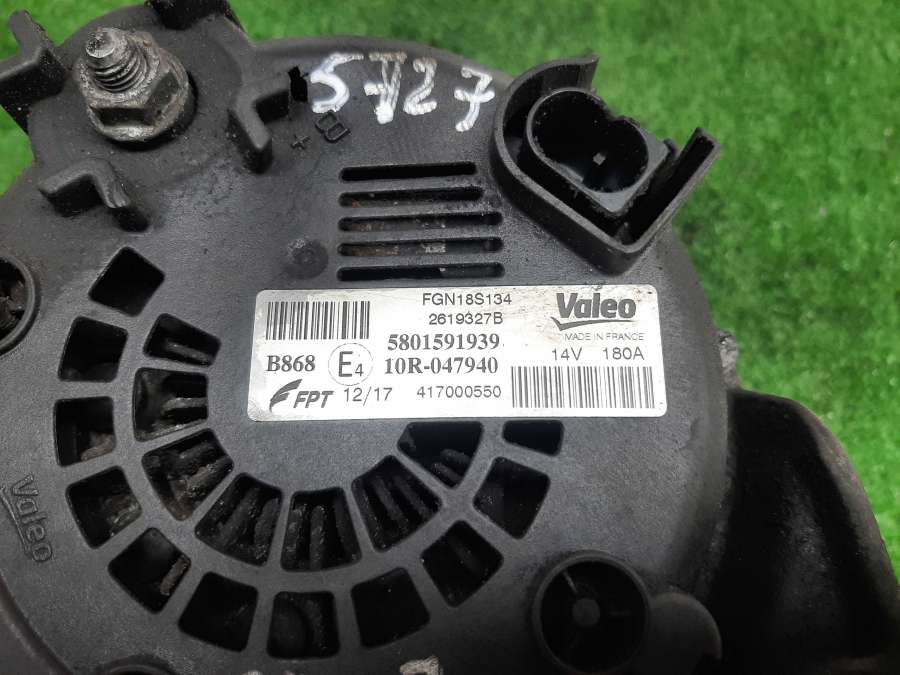 5V27
B+
FGN18S134
2619327B
Valeo
MADE IN FRANCE
5801591939
14V 180A
B868 E4 10R-047940
FPT 12/17 417000550
Valeo